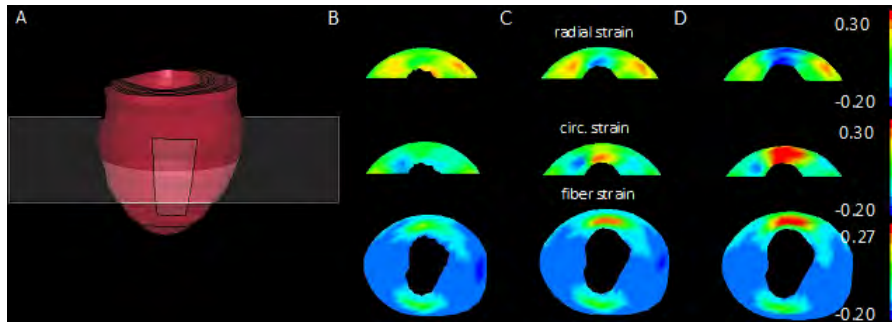 A B C D
radial strain
0.30
-0.20
circ. strain
0.30
fiber strain
-0.20
0.27
-0.20